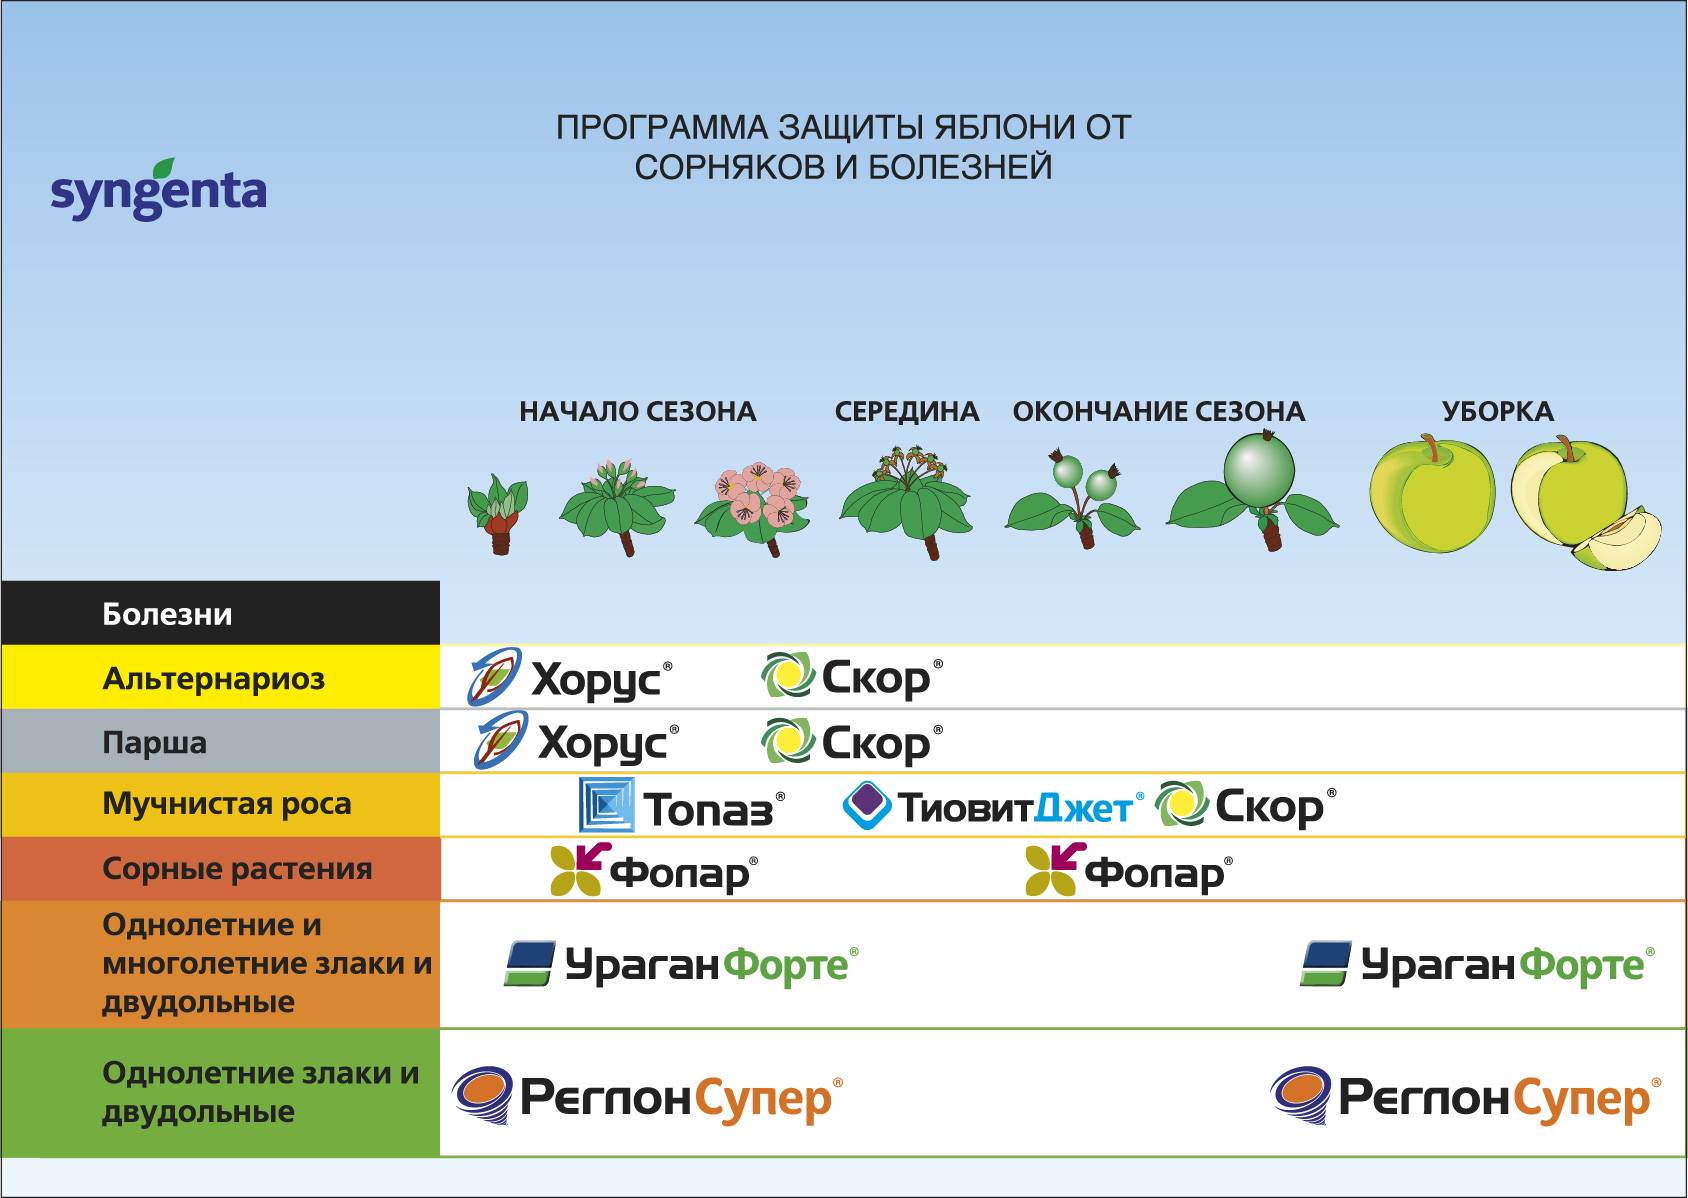 ПРОГРАММА ЗАЩИТЫ ЯБЛОНИ ОТ
СОРНЯКОВ И БОЛЕЗНЕЙ
syngenta
НАЧАЛО СЕЗОНА СЕРЕДИНА ОКОНЧАНИЕ СЕЗОНА УБОРКА
Болезни
Альтернариоз Хорус® Скор®
Парша Хорус® Скор®
Мучнистая роса Топаз® ТиовитДжет® Скор®
Сорные растения Фолар® Фолар®
Однолетние и
многолетние злаки и
двудольные
УраганФорте® УраганФорте®
Однолетние злаки и
двудольные
РеглонСупер® РеглонСупер®